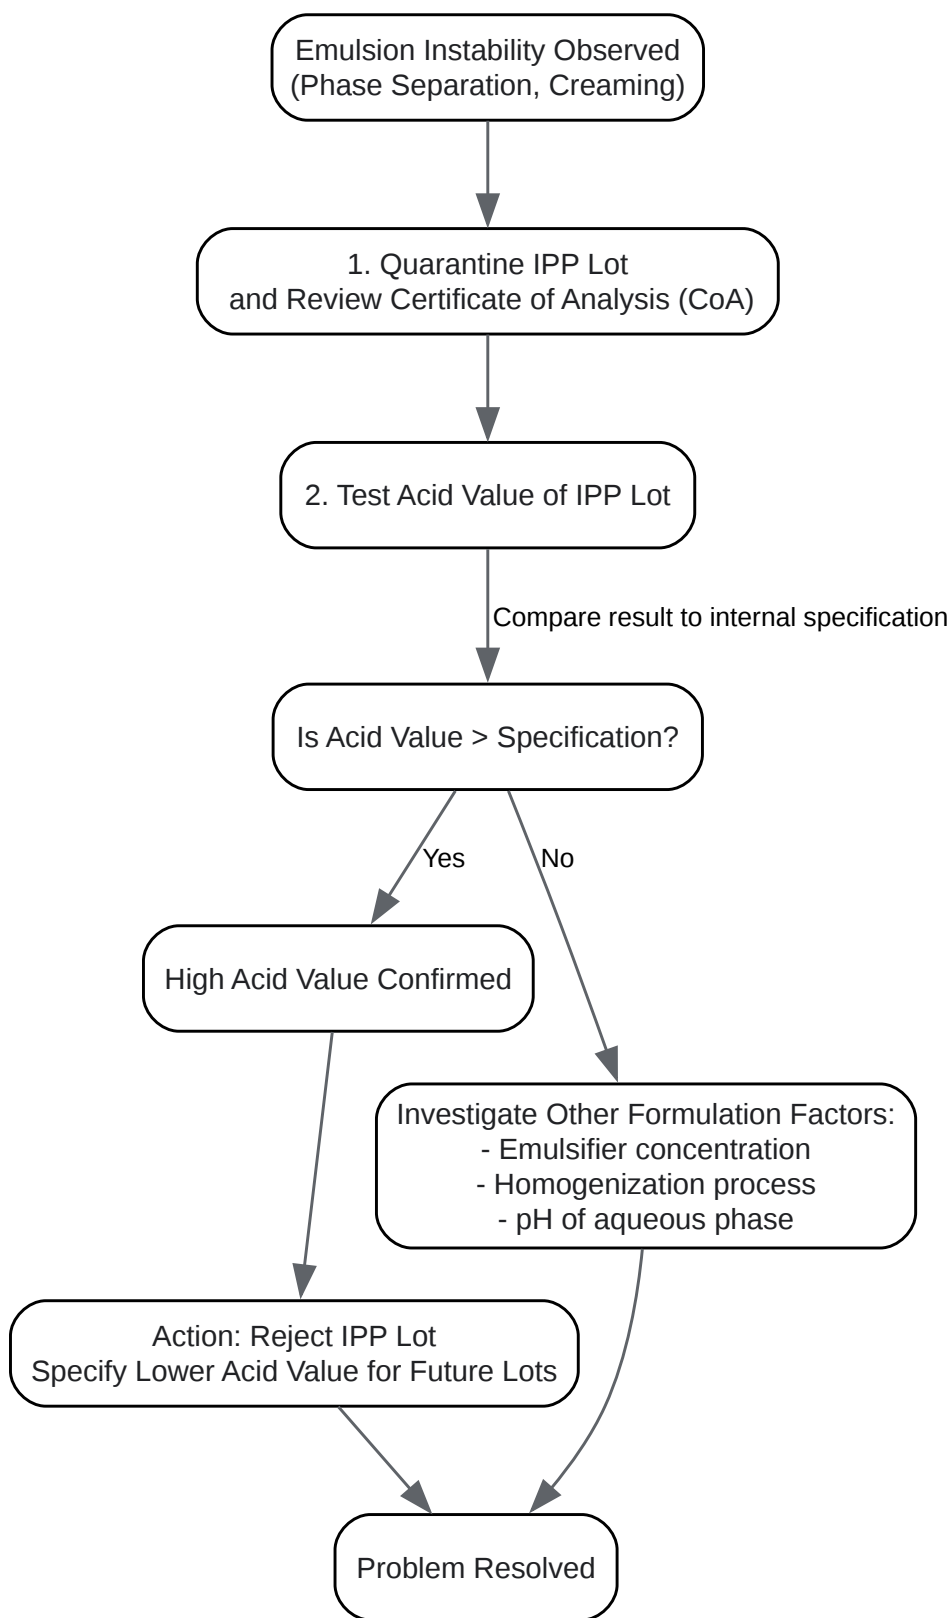 Emulsion Instability Observed
(Phase Separation, Creaming)
1. Quarantine IPP Lot
and Review Certificate of Analysis (CoA)
2. Test Acid Value of IPP Lot
Compare result to internal specification
Is Acid Value > Specification?
Yes
No
High Acid Value Confirmed
Investigate Other Formulation Factors:
- Emulsifier concentration
- Homogenization process
- pH of aqueous phase
Action: Reject IPP Lot
Specify Lower Acid Value for Future Lots
Problem Resolved